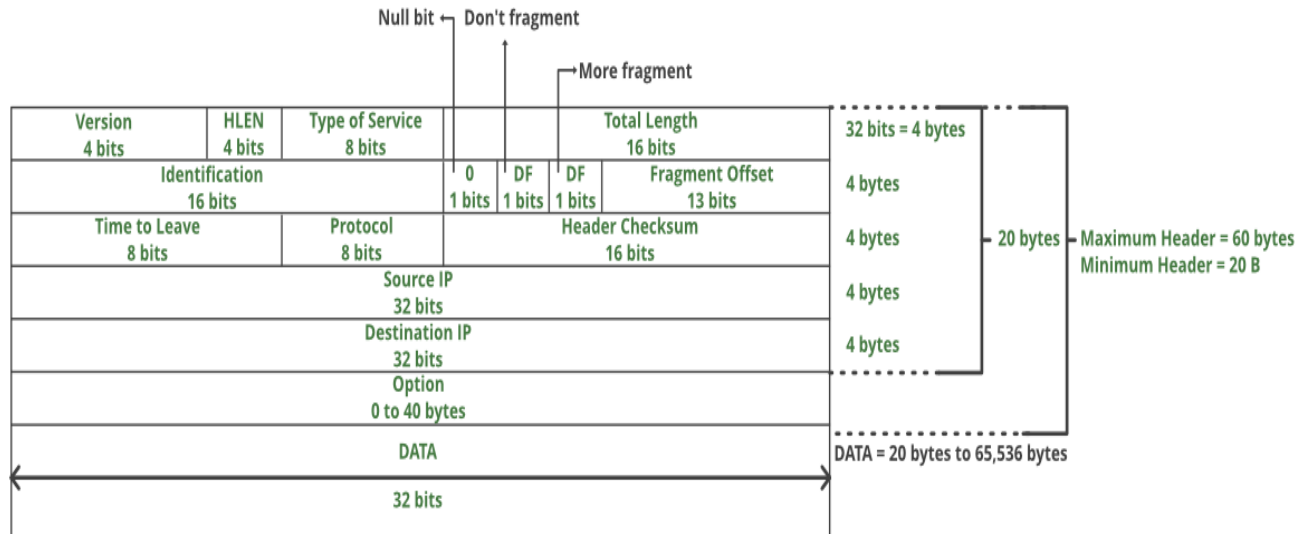 Null bit
Don't fragment
More fragment
Version
4 bits
HLEN
4 bits
Type of Service
8 bits
Total Length
16 bits
32 bits = 4 bytes
Identification
16 bits
0
1 bits
DF
1 bits
DF
1 bits
Fragment Offset
13 bits
4 bytes
Time to Leave
8 bits
Protocol
8 bits
Header Checksum
16 bits
4 bytes
20 bytes
Maximum Header = 60 bytes
Minimum Header = 20 B
Source IP
32 bits
4 bytes
Destination IP
32 bits
4 bytes
Option
0 to 40 bytes
DATA
DATA = 20 bytes to 65,536 bytes
32 bits